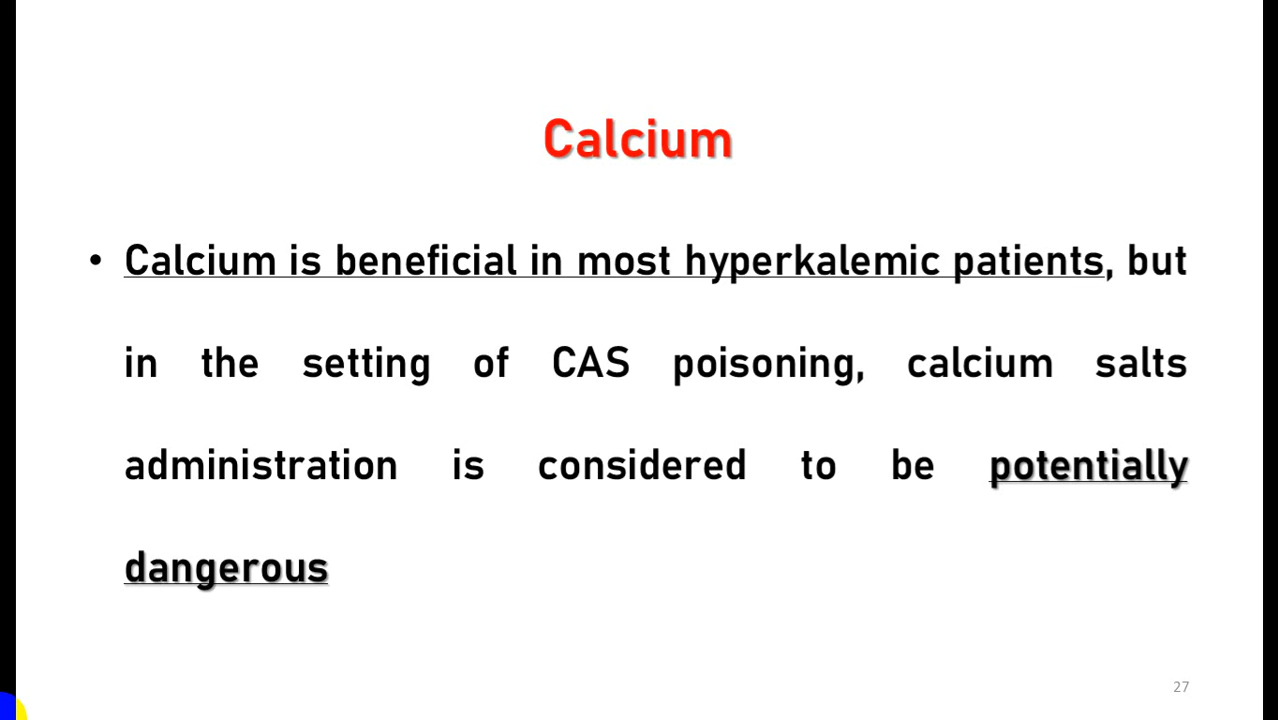 Calcium
• Calcium is beneficial in most hyperkalemic patients, but
in the setting of CAS poisoning, calcium salts
administration is considered to be potentially
dangerous
27